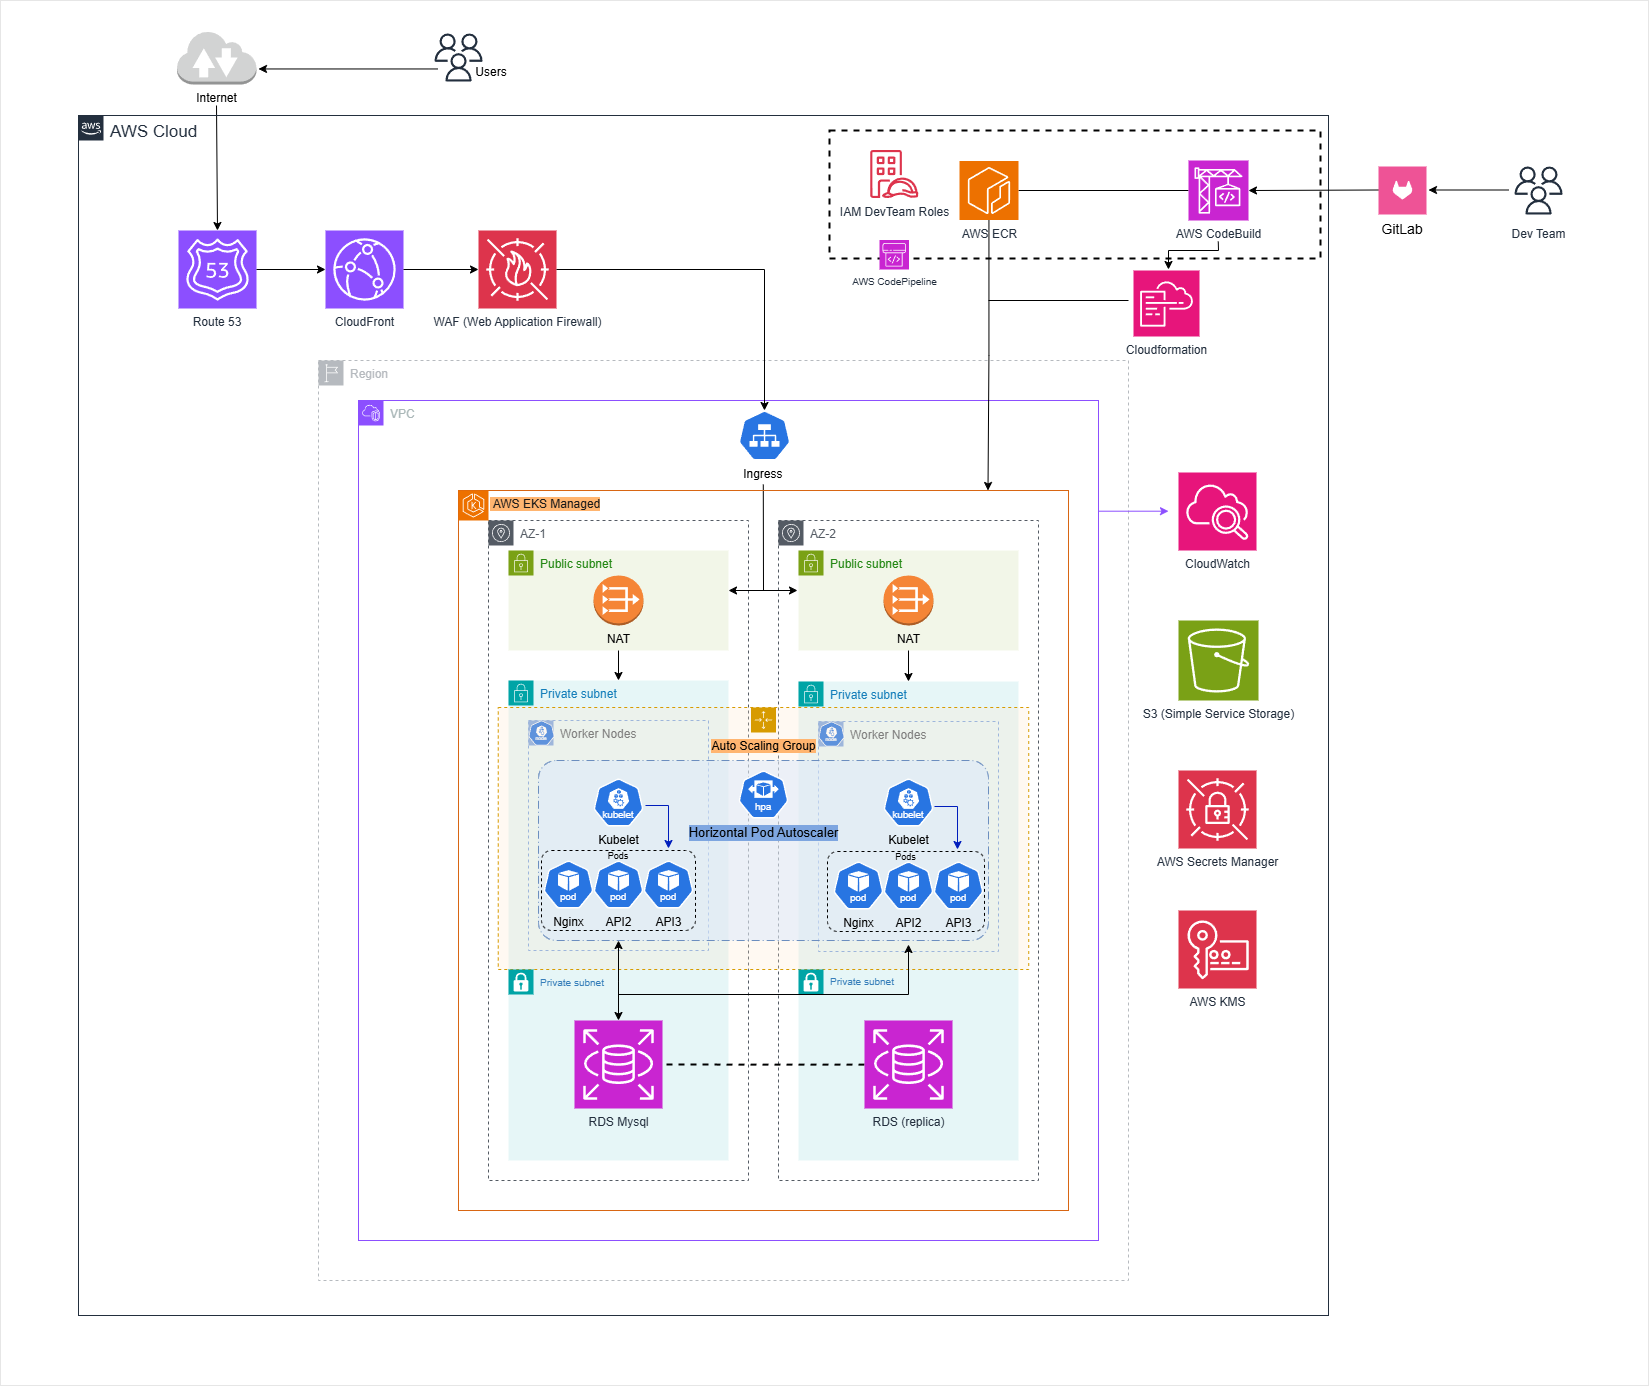 Users
Internet
aws
AWS Cloud
IAM DevTeam Roles
AWS ECR
AWS CodeBuild
GitLab
Dev Team
AWS CodePipeline
53
Route 53
CloudFront
WAF (Web Application Firewall)
Cloudformation
Region
VPC
Ingress
AWS EKS Managed
AZ-1
AZ-2
Public subnet
Public subnet
NAT
NAT
CloudWatch
Private subnet
Private subnet
S3 (Simple Service Storage)
Worker Nodes
Worker Nodes
Auto Scaling Group
kubelet
hpa
kubelet
Kubelet
Horizontal Pod Autoscaler
Kubelet
Pods
Pods
pod
pod
pod
pod
pod
pod
Nginx
API2
API3
Nginx
API2
API3
AWS Secrets Manager
Private subnet
Private subnet
AWS KMS
RDS Mysql
RDS (replica)